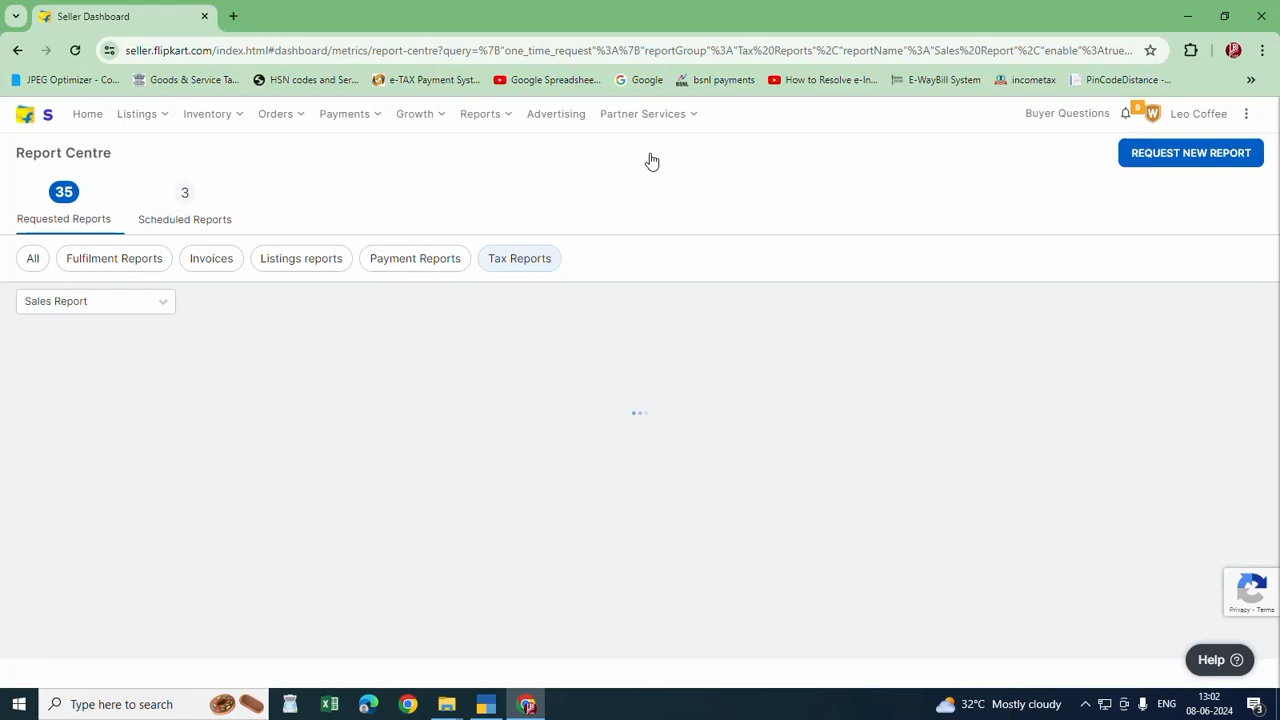 Seller Dashboard
seller.flipkart.com/index.html#dashboard/metrics/report-centre?query=%7B"one_time_request"%3A%7B"reportGroup"%3A"Tax%20Reports"%2C"reportName"%3A"Sales%20Report"%2C"enable"%3Atrue...
JPEG Optimizer - Co... Goods & Service Ta... HSN codes and Ser... e-TAX Payment Syst... Google Spreadshee... Google bsnl payments How to Resolve e-In... E-WayBill System incometax PinCodeDistance -...
S Home Listings Inventory Orders Payments Growth Reports Advertising Partner Services Buyer Questions 9 W Leo Coffee
Report Centre
REQUEST NEW REPORT
35 3
Requested Reports Scheduled Reports
All Fulfilment Reports Invoices Listings reports Payment Reports Tax Reports
Sales Report
Privacy - Terms
Help
Type here to search
32°C Mostly cloudy
ENG
13:02
08-06-2024
3